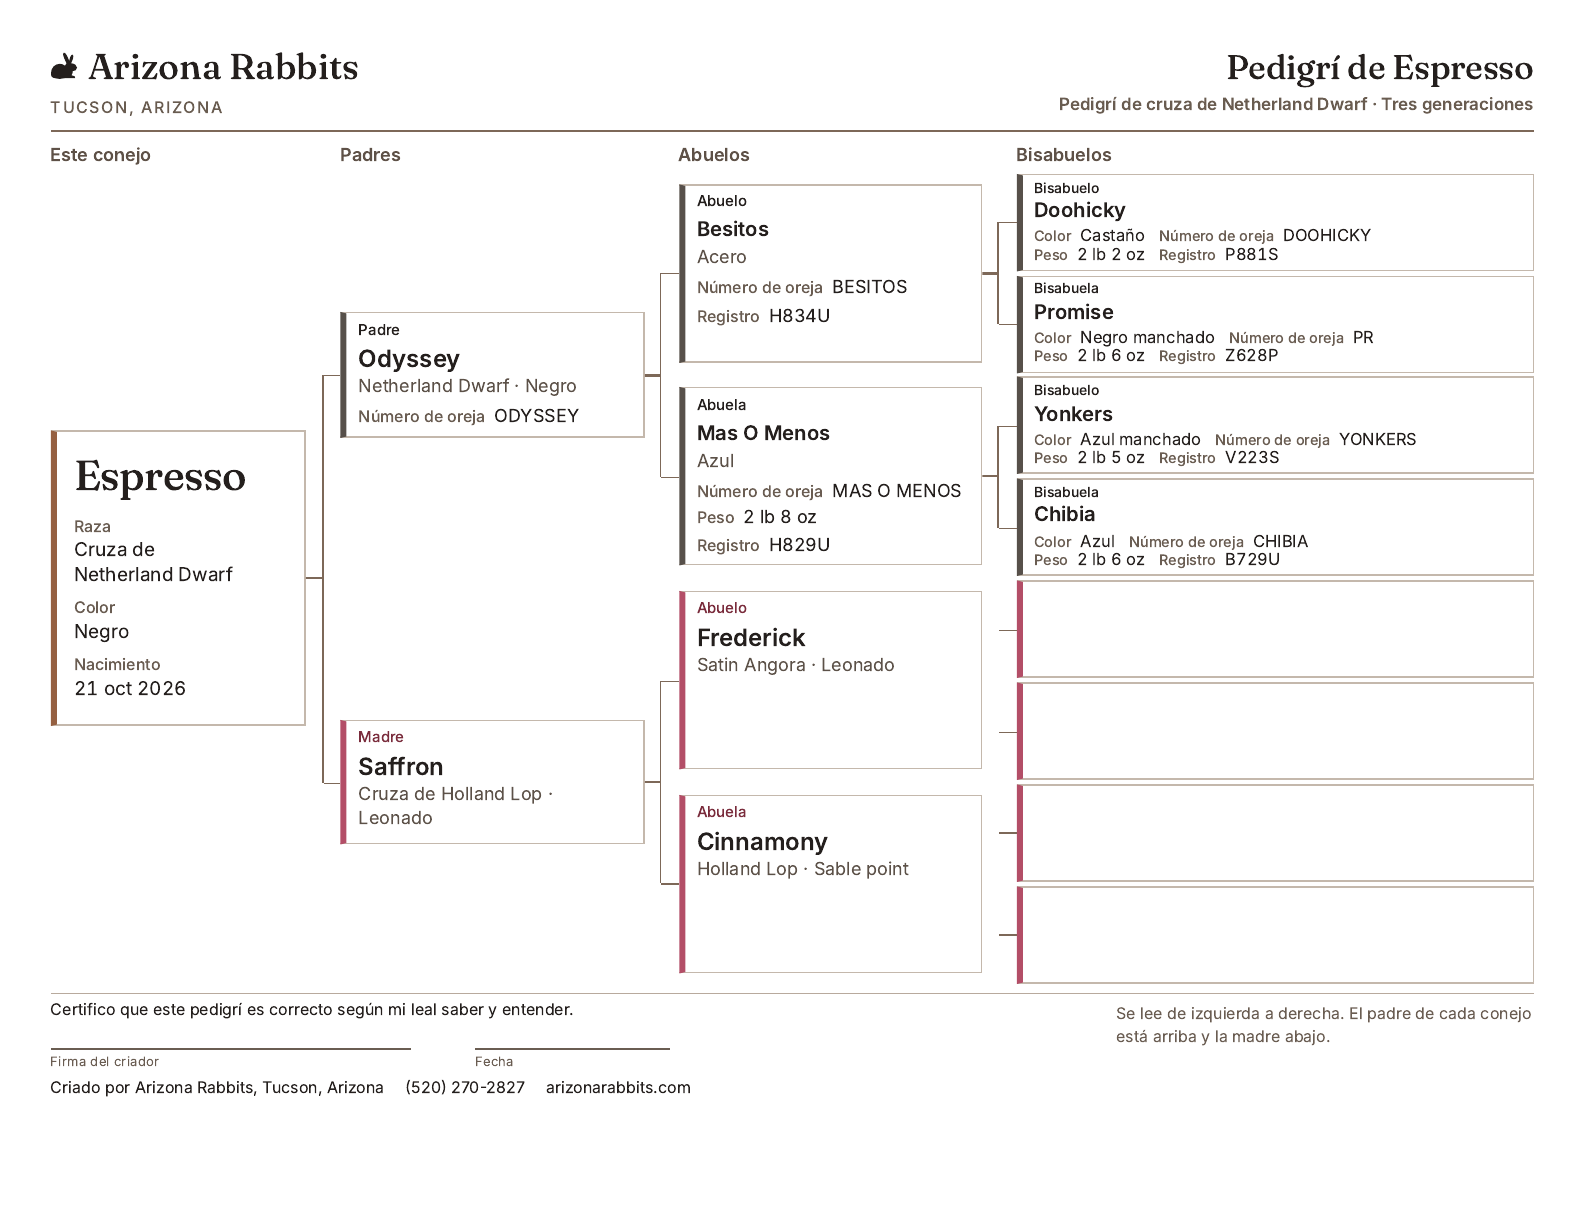 Arizona Rabbits
TUCSON, ARIZONA
Pedigrí de Espresso
Pedigrí de cruza de Netherland Dwarf · Tres generaciones
Este conejo
Padres
Abuelos
Bisabuelos
Espresso
Raza
Cruza de
Netherland Dwarf
Color
Negro
Nacimiento
21 oct 2026
Padre
Odyssey
Netherland Dwarf · Negro
Número de oreja ODYSSEY
Madre
Saffron
Cruza de Holland Lop ·
Leonado
Abuelo
Besitos
Acero
Número de oreja BESITOS
Registro H834U
Abuela
Mas O Menos
Azul
Número de oreja MAS O MENOS
Peso 2 lb 8 oz
Registro H829U
Abuelo
Frederick
Satin Angora · Leonado
Abuela
Cinnamony
Holland Lop · Sable point
Bisabuelo
Doohicky
Color Castaño Número de oreja DOOHICKY
Peso 2 lb 2 oz Registro P881S
Bisabuela
Promise
Color Negro manchado Número de oreja PR
Peso 2 lb 6 oz Registro Z628P
Bisabuelo
Yonkers
Color Azul manchado Número de oreja YONKERS
Peso 2 lb 5 oz Registro V223S
Bisabuela
Chibia
Color Azul Número de oreja CHIBIA
Peso 2 lb 6 oz Registro B729U
Certifico que este pedigrí es correcto según mi leal saber y entender.
Firma del criador
Fecha
Criado por Arizona Rabbits, Tucson, Arizona (520) 270-2827 arizonarabbits.com
Se lee de izquierda a derecha. El padre de cada conejo
está arriba y la madre abajo.